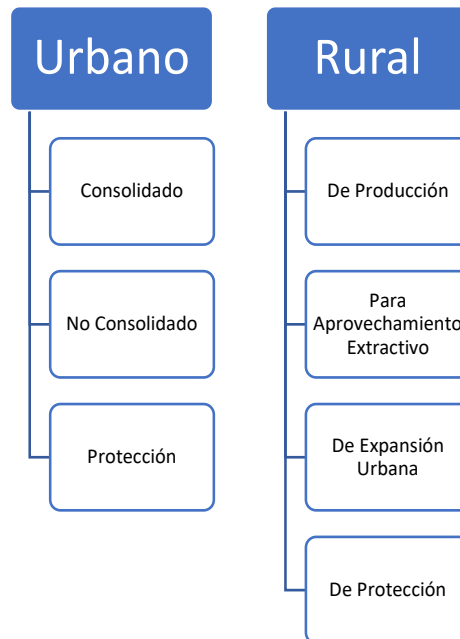 Urbano
Consolidado
No Consolidado
Protección
Rural
De Producción
Para
Aprovechamiento
Extractivo
De Expansión
Urbana
De Protección